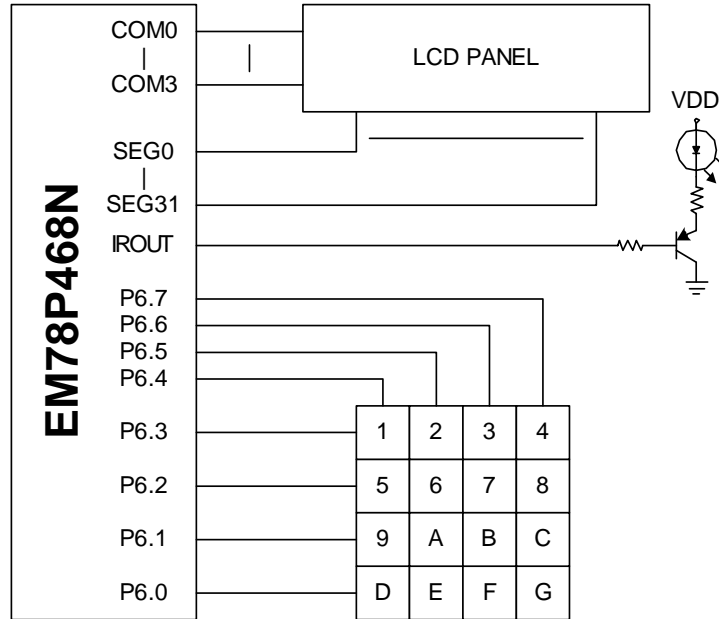 EM78P468N
COM0
COM3
SEG0
SEG31
IROUT
P6.7
P6.6
P6.5
P6.4
P6.3
P6.2
P6.1
P6.0
LCD PANEL
VDD
1 2 3 4
5 6 7 8
9 A B C
D E F G